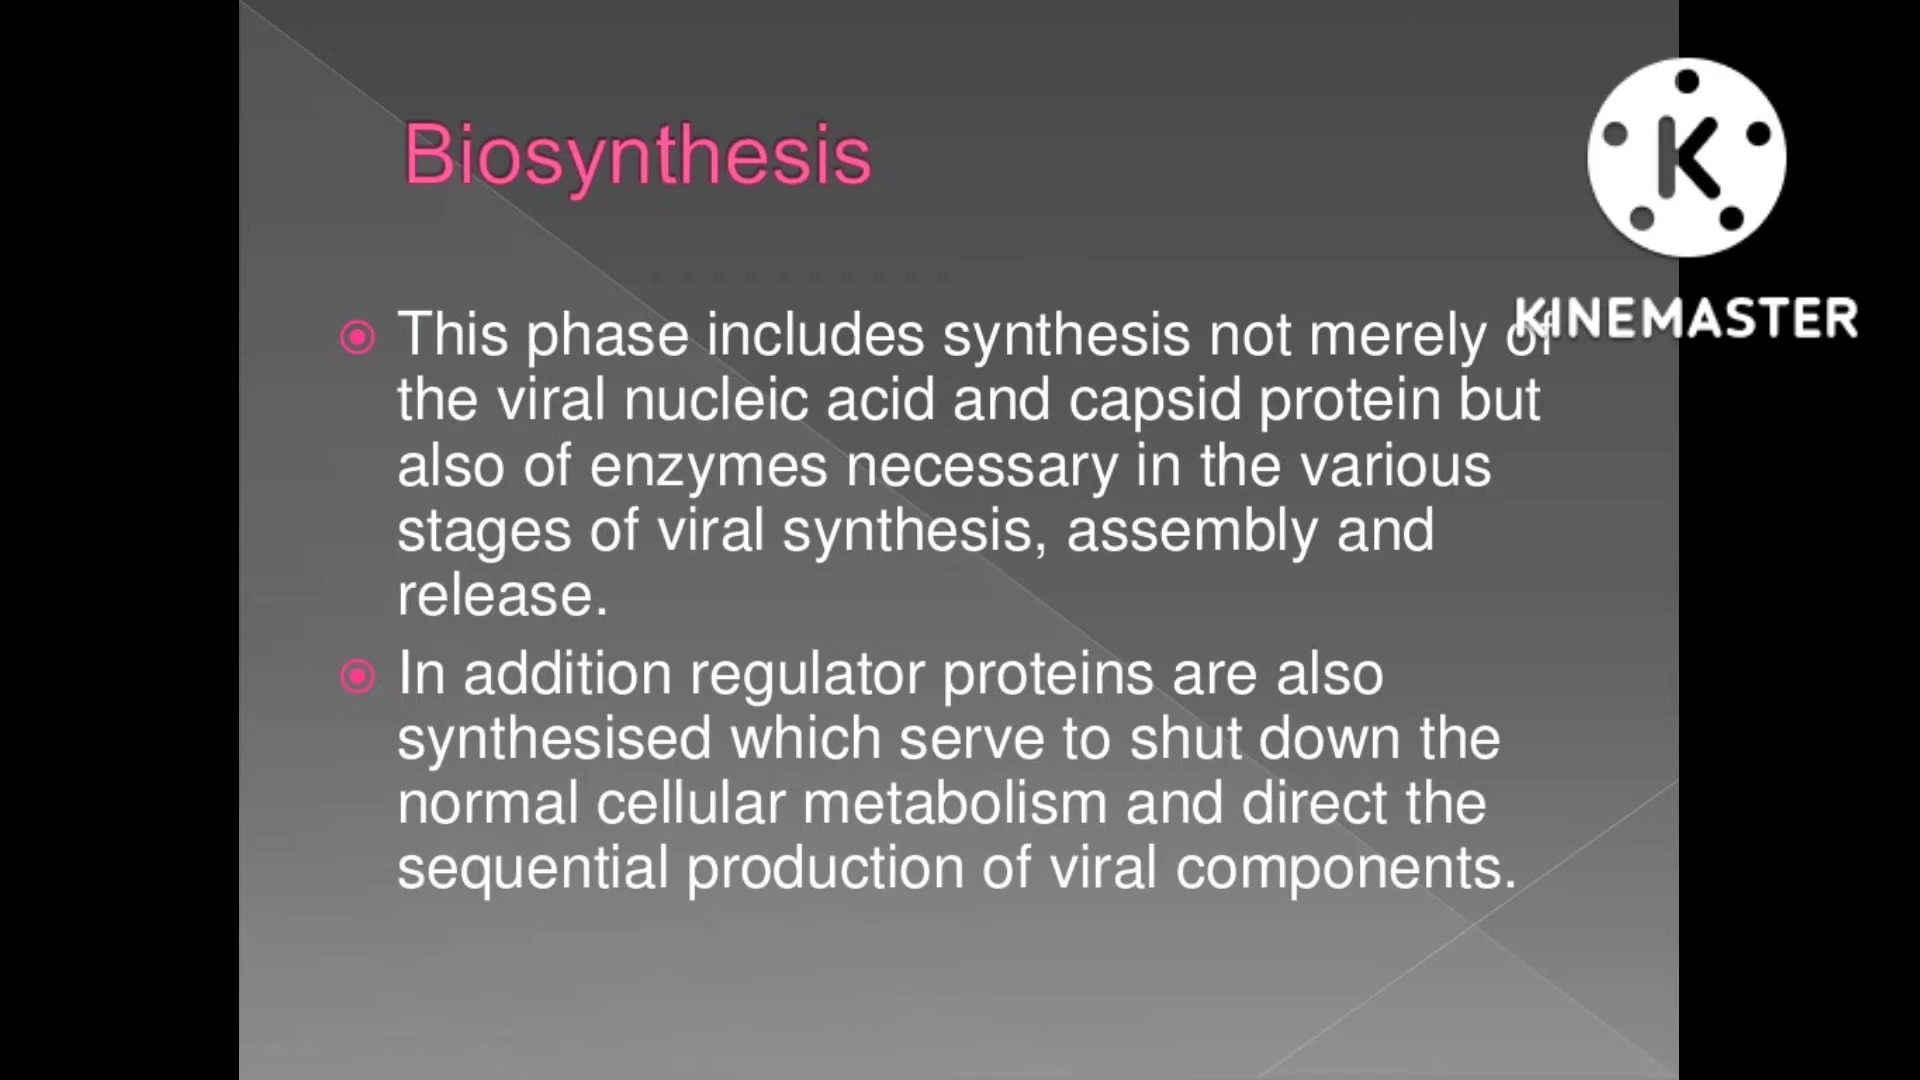 Biosynthesis
This phase includes synthesis not merely of
the viral nucleic acid and capsid protein but
also of enzymes necessary in the various
stages of viral synthesis, assembly and
release.
In addition regulator proteins are also
synthesised which serve to shut down the
normal cellular metabolism and direct the
sequential production of viral components.
K
KINEMASTER